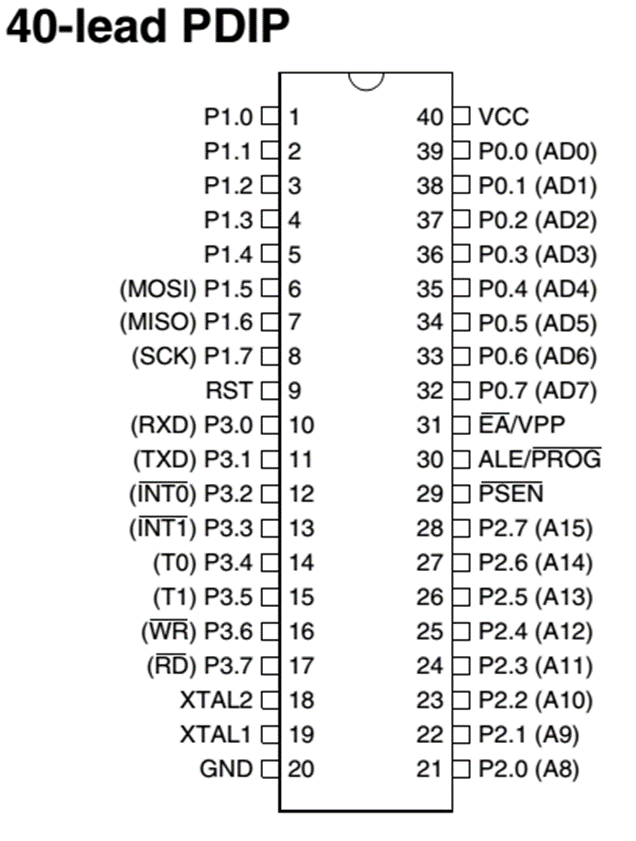 40-lead PDIP
P1.0 1 40 VCC
P1.1 2 39 P0.0 (AD0)
P1.2 3 38 P0.1 (AD1)
P1.3 4 37 P0.2 (AD2)
P1.4 5 36 P0.3 (AD3)
(MOSI) P1.5 6 35 P0.4 (AD4)
(MISO) P1.6 7 34 P0.5 (AD5)
(SCK) P1.7 8 33 P0.6 (AD6)
RST 9 32 P0.7 (AD7)
(RXD) P3.0 10 31 E̅A̅/VPP
(TXD) P3.1 11 30 ALE/P̅R̅O̅G̅
(I̅N̅T̅0̅) P3.2 12 29 P̅S̅E̅N̅
(I̅N̅T̅1̅) P3.3 13 28 P2.7 (A15)
(T0) P3.4 14 27 P2.6 (A14)
(T1) P3.5 15 26 P2.5 (A13)
(W̅R̅) P3.6 16 25 P2.4 (A12)
(R̅D̅) P3.7 17 24 P2.3 (A11)
XTAL2 18 23 P2.2 (A10)
XTAL1 19 22 P2.1 (A9)
GND 20 21 P2.0 (A8)